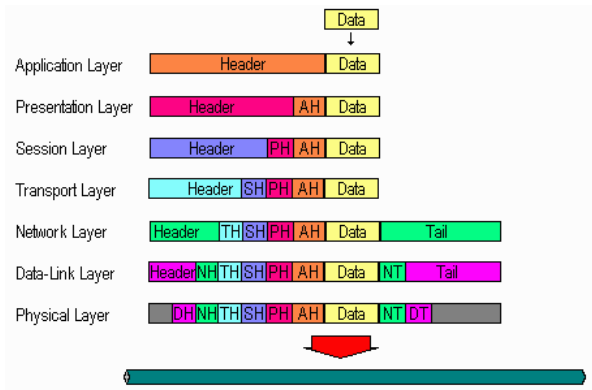 Data
Application Layer Header Data
Presentation Layer Header AH Data
Session Layer Header PH AH Data
Transport Layer Header SH PH AH Data
Network Layer Header TH SH PH AH Data Tail
Data-Link Layer Header NH TH SH PH AH Data NT Tail
Physical Layer DH NH TH SH PH AH Data NT DT